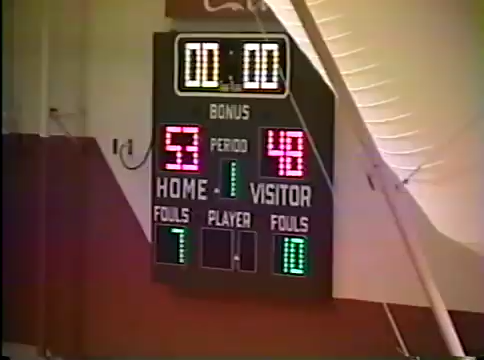 00:00
BONUS
53 PERIOD 48
1
HOME VISITOR
FOULS PLAYER FOULS
7 10